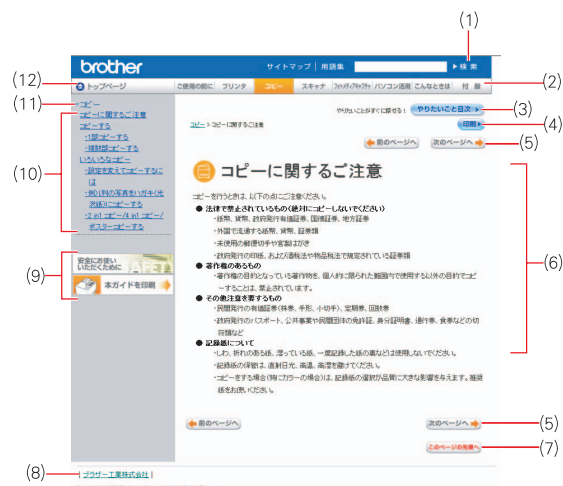 (1)
brother
サイトマップ 用語集
▶検 索
(12)
トップページ
ご使用の前に プリンタ コピー スキャナ フォトメディアキャプチャ パソコン活用 こんなときは 付 録
(2)
(11)
コピー
やりたいことがすぐに探せる!
やりたいこと目次
(3)
コピーに関するご注意
コピー > コピーに関するご注意
印刷
(4)
コピーする
・1部コピーする
前のページへ
次のページへ
(5)
・複数部コピーする
いろいろなコピー
(10)
・設定を変えてコピーするに
は
・例)L判の写真をハガキ(光
沢紙)にコピーする
・2 in1 コピー/4 in1 コピー/
ポスターコピーする
コピーに関するご注意
コピーを行うときは、以下の点にご注意ください。
● 法律で禁止されているもの(絶対にコピーしないでください)
・紙幣、貨幣、政府発行有価証券、国債証券、地方証券
・外国で流通する紙幣、貨幣、証券類
・未使用の郵便切手や官製はがき
・政府発行の印紙、および酒税法や物品税法で規定されている証券類
(6)
(9)
安全にお使い
いただくために
本ガイドを印刷
● 著作権のあるもの
・著作権の目的となっている著作物を、個人的に限られた範囲内で使用する以外の目的でコピ
ーすることは、禁止されています。
● その他注意を要するもの
・民間発行の有価証券(株券、手形、小切手)、定期券、回数券
・政府発行のパスポート、公共事業や民間団体の免許証、身分証明書、通行券、食券などの切
符類など
● 記録紙について
・しわ、折れのある紙、湿っている紙、一度記録した紙の裏などは使用しないでください。
・記録紙の保管は、直射日光、高温、高湿を避けてください。
・コピーをする場合(特にカラーの場合)は、記録紙の選択が品質に大きな影響を与えます。推奨
紙をお使いください。
前のページへ
次のページへ
(5)
このページの先頭へ
(7)
(8)
| ブラザー工業株式会社 |